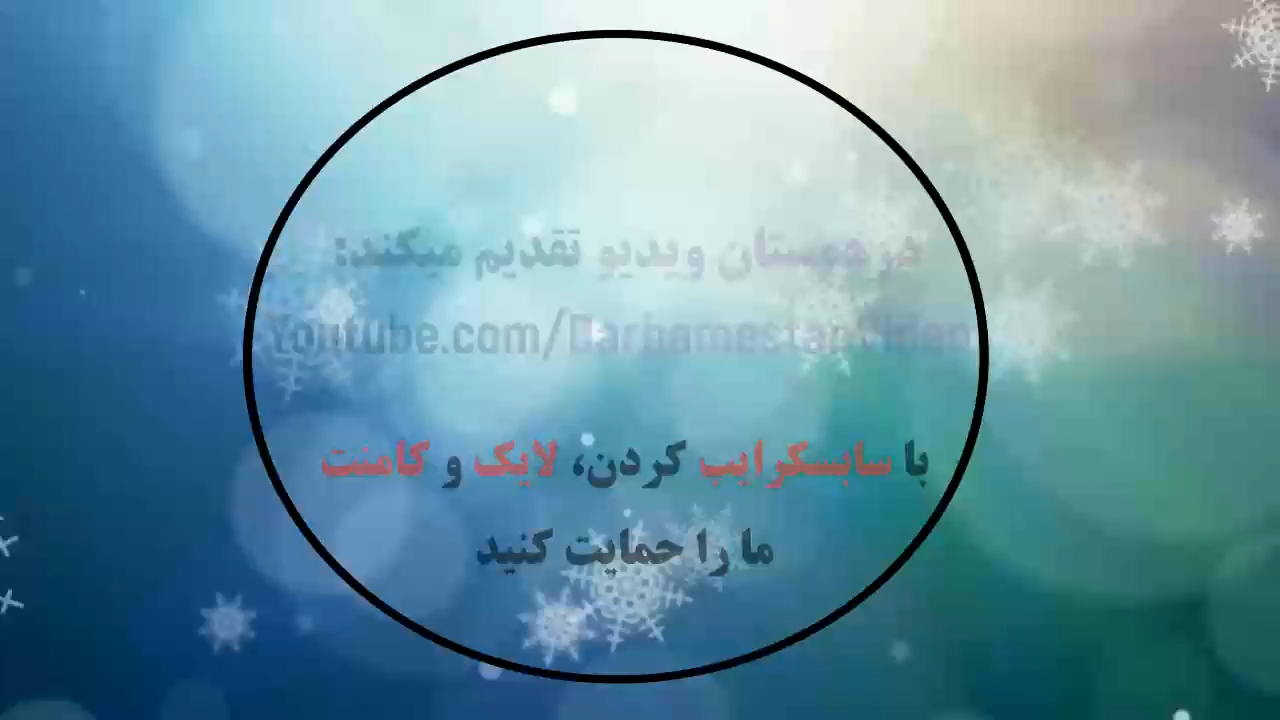 درهمستان ویدیو تقدیم میکند:
Youtube.com/DarhamestanVideo
با سابسکرایب کردن، لایک و کامنت
ما را حمایت کنید